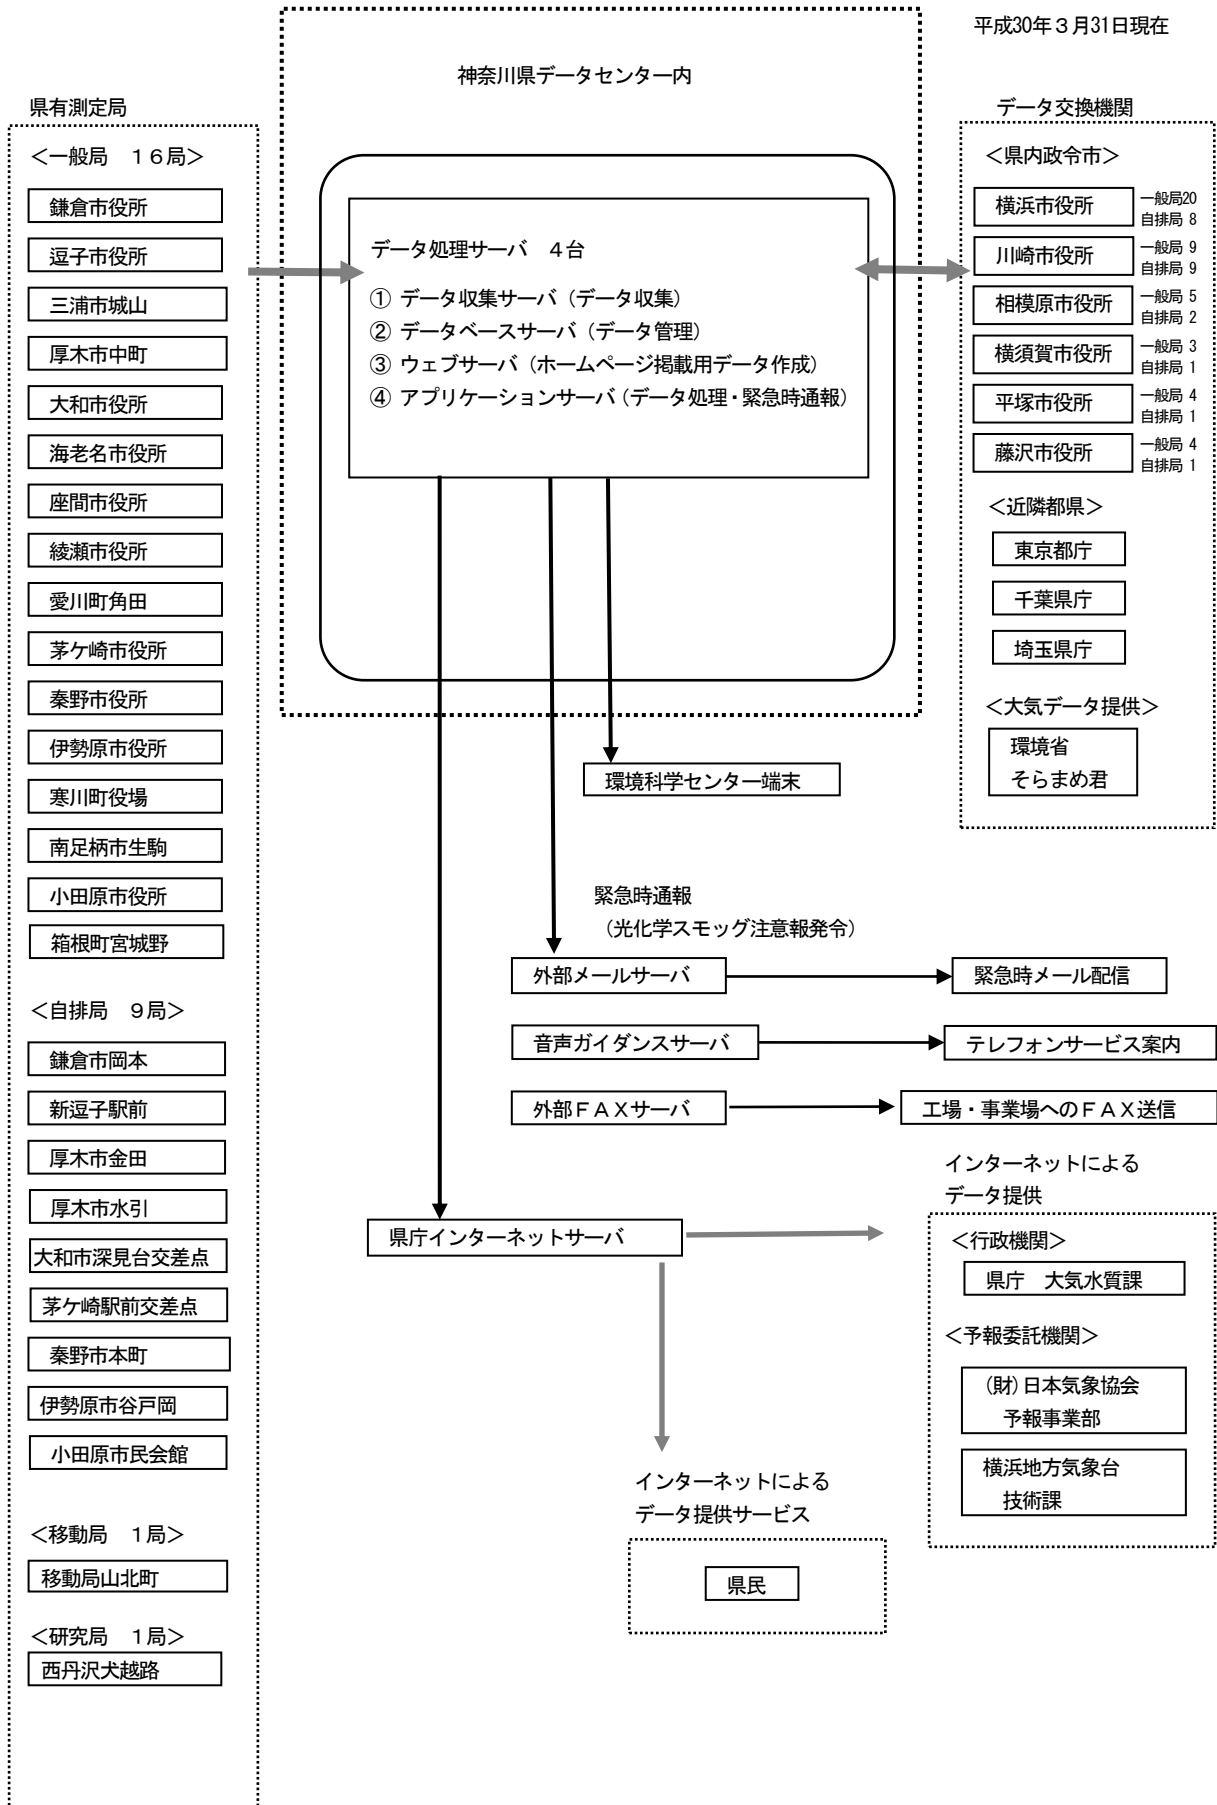 平成30年３月31日現在
神奈川県データセンター内
県有測定局
＜一般局　１６局＞
鎌倉市役所
逗子市役所
三浦市城山
厚木市中町
大和市役所
海老名市役所
座間市役所
綾瀬市役所
愛川町角田
茅ケ崎市役所
秦野市役所
伊勢原市役所
寒川町役場
南足柄市生駒
小田原市役所
箱根町宮城野
＜自排局　９局＞
鎌倉市岡本
新逗子駅前
厚木市金田
厚木市水引
大和市深見台交差点
茅ケ崎駅前交差点
秦野市本町
伊勢原市谷戸岡
小田原市民会館
＜移動局　１局＞
移動局山北町
＜研究局　１局＞
西丹沢犬越路
データ処理サーバ　４台
① データ収集サーバ（データ収集）
② データベースサーバ（データ管理）
③ ウェブサーバ（ホームページ掲載用データ作成）
④ アプリケーションサーバ（データ処理・緊急時通報）
環境科学センター端末
緊急時通報
（光化学スモッグ注意報発令）
外部メールサーバ
緊急時メール配信
音声ガイダンスサーバ
テレフォンサービス案内
外部ＦＡＸサーバ
工場・事業場へのＦＡＸ送信
県庁インターネットサーバ
インターネットによる
データ提供サービス
県民
データ交換機関
＜県内政令市＞
横浜市役所
一般局20
自排局 8
川崎市役所
一般局 9
自排局 9
相模原市役所
一般局 5
自排局 2
横須賀市役所
一般局 3
自排局 1
平塚市役所
一般局 4
自排局 1
藤沢市役所
一般局 4
自排局 1
＜近隣都県＞
東京都庁
千葉県庁
埼玉県庁
＜大気データ提供＞
環境省
そらまめ君
インターネットによる
データ提供
＜行政機関＞
県庁　大気水質課
＜予報委託機関＞
（財）日本気象協会
予報事業部
横浜地方気象台
技術課